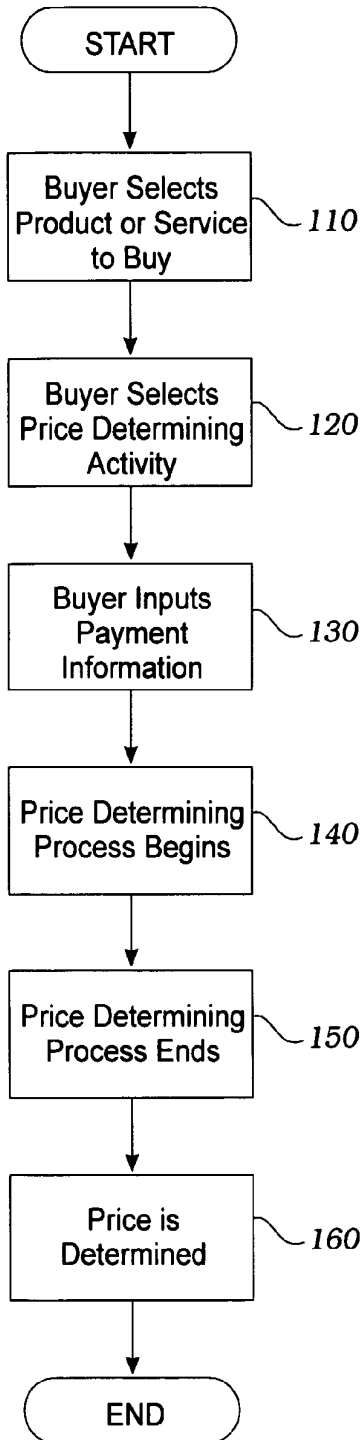 START
Buyer Selects
Product or Service
to Buy
110
Buyer Selects
Price Determining
Activity
120
Buyer Inputs
Payment
Information
130
Price Determining
Process Begins
140
Price Determining
Process Ends
150
Price is
Determined
160
END